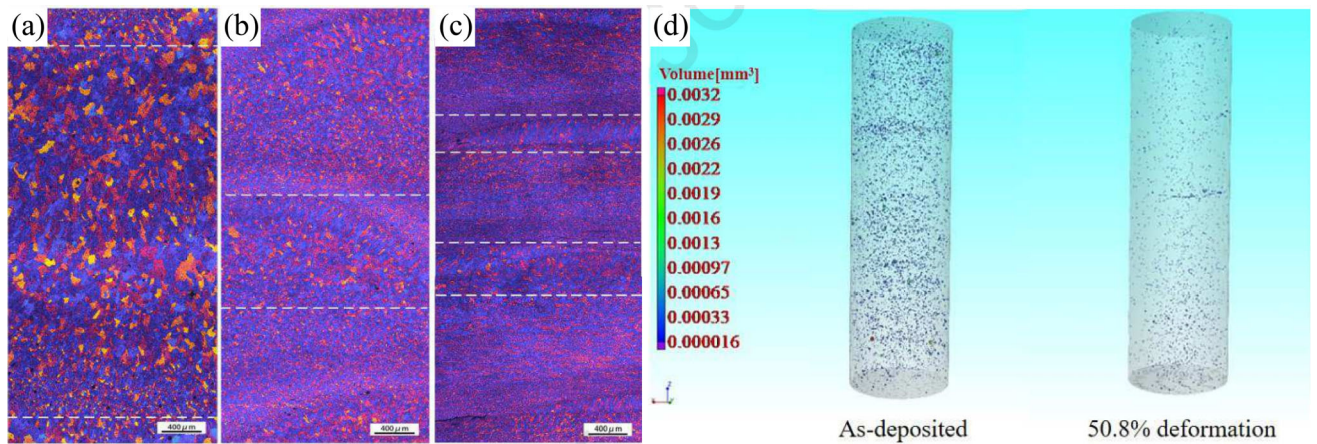 (a)
(b)
(c)
(d)
400 μm
400 μm
400 μm
Volume[mm³]
0.0032
0.0029
0.0026
0.0022
0.0019
0.0016
0.0013
0.00097
0.00065
0.00033
0.000016
z
As-deposited
50.8% deformation